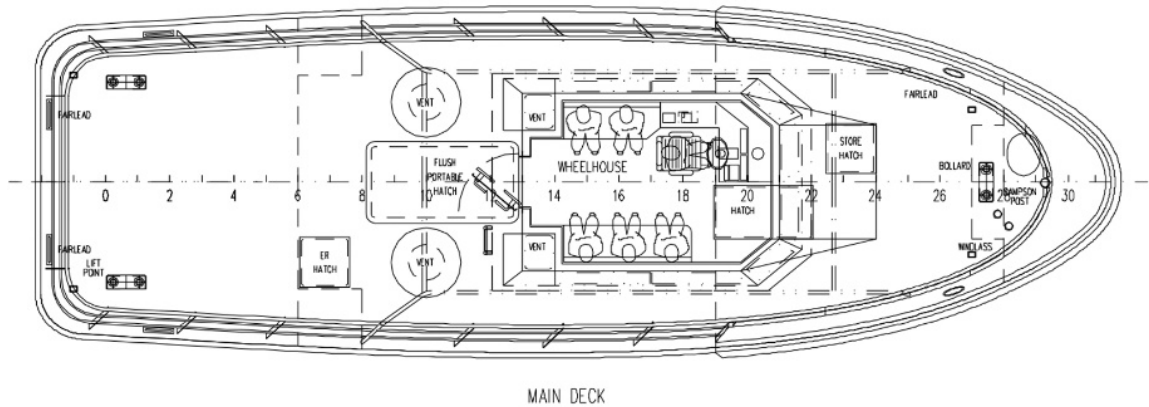 FAIRLEAD
VENT
VENT
FAIRLEAD
FLUSH
PORTABLE
HATCH
WHEELHOUSE
STORE
HATCH
BOLLARD
0 2 4 6 8 10 12 14 16 18 20 22 24 26 28 30
SAMPSON
POST
HATCH
FAIRLEAD
LIFT
POINT
ER
HATCH
VENT
VENT
WINDLASS
MAIN DECK